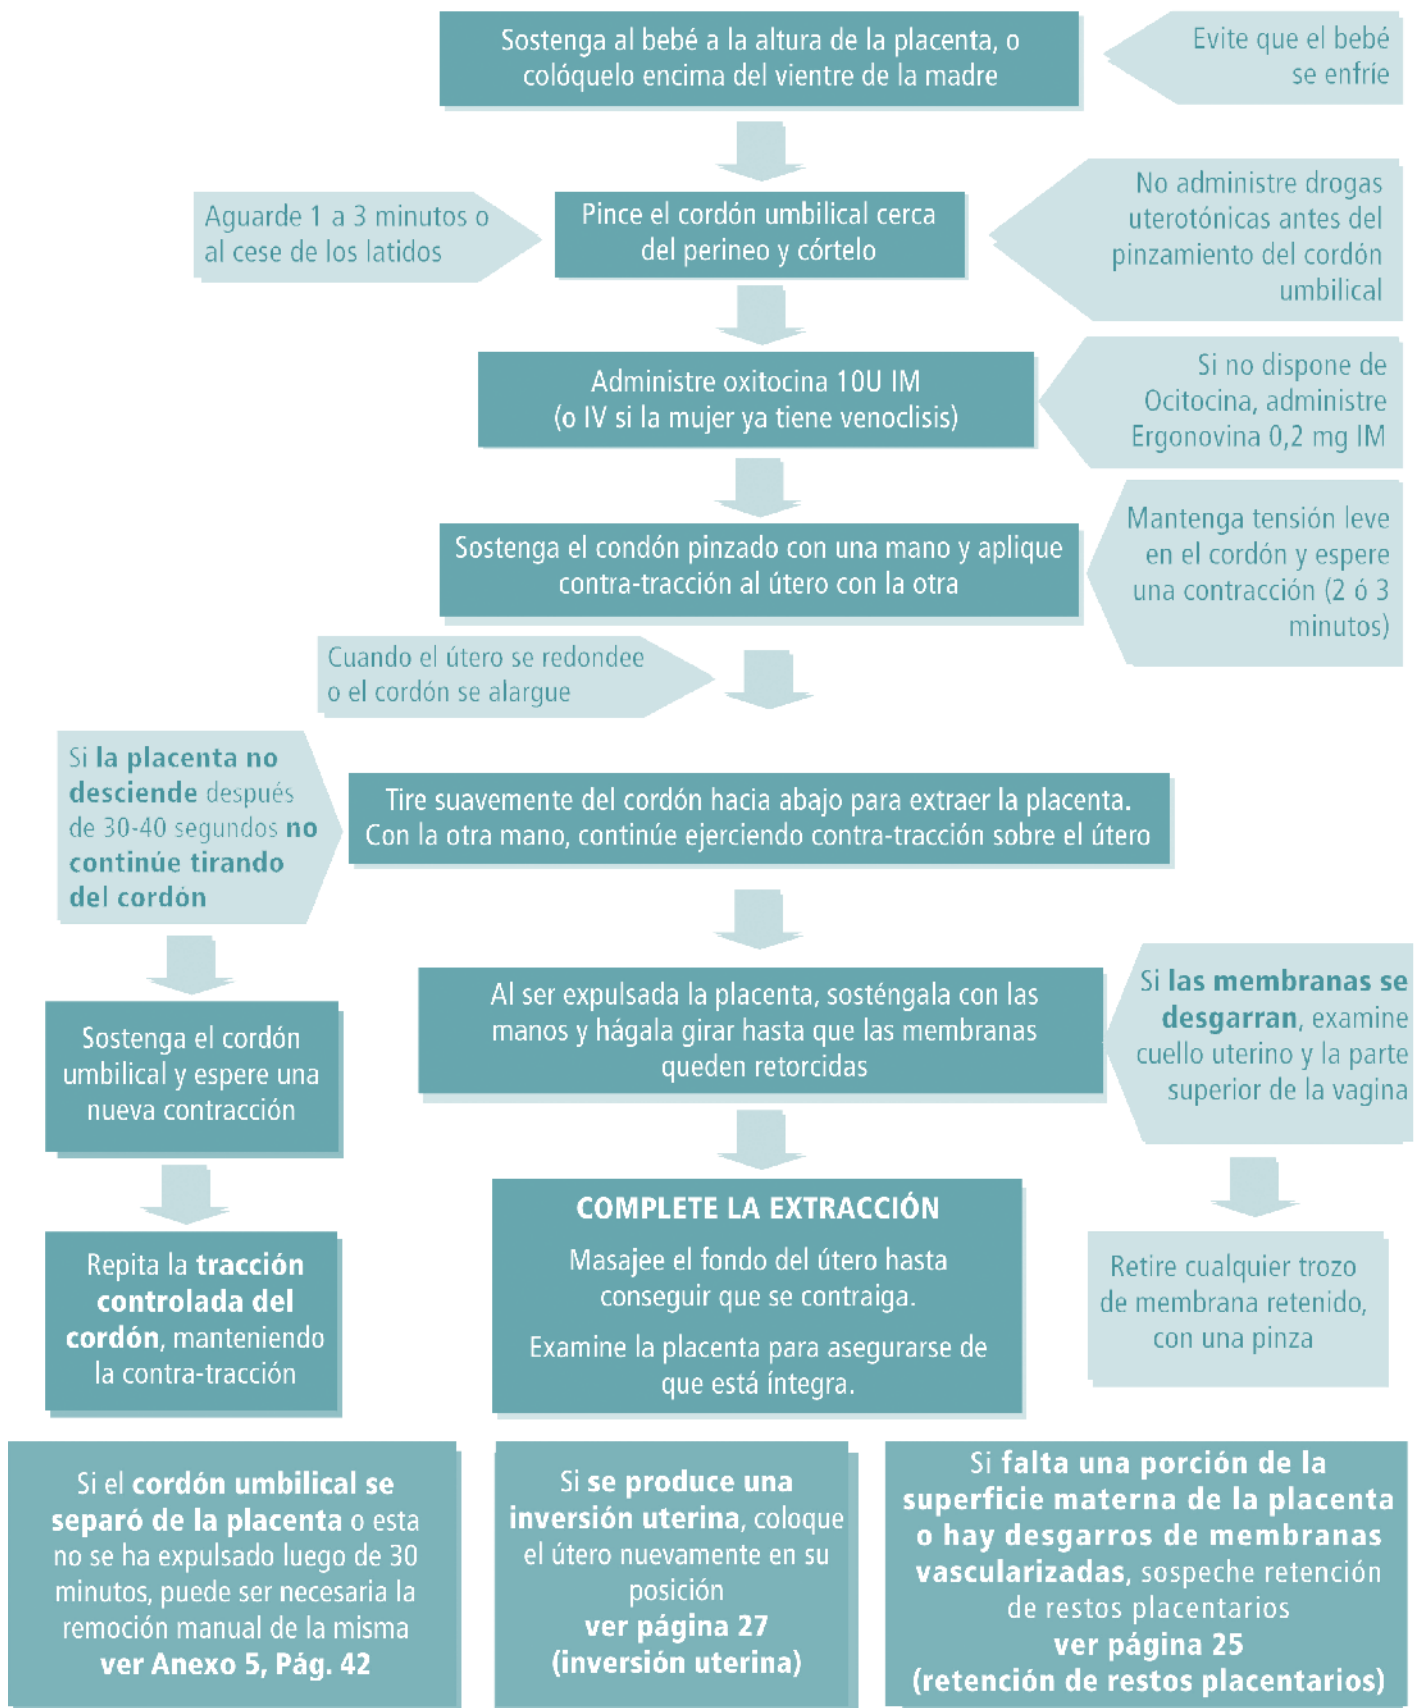 Sostenga al bebé a la altura de la placenta, o
colóquelo encima del vientre de la madre
Evite que el bebé
se enfríe
Aguarde 1 a 3 minutos o
al cese de los latidos
Pince el cordón umbilical cerca
del perineo y córtelo
No administre drogas
uterotónicas antes del
pinzamiento del cordón
umbilical
Administre oxitocina 10U IM
(o IV si la mujer ya tiene venoclisis)
Si no dispone de
Ocitocina, administre
Ergonovina 0,2 mg IM
Sostenga el condón pinzado con una mano y aplique
contra-tracción al útero con la otra
Mantenga tensión leve
en el cordón y espere
una contracción (2 ó 3
minutos)
Cuando el útero se redondee
o el cordón se alargue
Si la placenta no
desciende después
de 30-40 segundos no
continúe tirando
del cordón
Tire suavemente del cordón hacia abajo para extraer la placenta.
Con la otra mano, continúe ejerciendo contra-tracción sobre el útero
Sostenga el cordón
umbilical y espere una
nueva contracción
Al ser expulsada la placenta, sosténgala con las
manos y hágala girar hasta que las membranas
queden retorcidas
Si las membranas se
desgarran, examine
cuello uterino y la parte
superior de la vagina
Repita la tracción
controlada del
cordón, manteniendo
la contra-tracción
COMPLETE LA EXTRACCIÓN
Masajee el fondo del útero hasta
conseguir que se contraiga.
Examine la placenta para asegurarse de
que está íntegra.
Retire cualquier trozo
de membrana retenido,
con una pinza
Si el cordón umbilical se
separó de la placenta o esta
no se ha expulsado luego de 30
minutos, puede ser necesaria la
remoción manual de la misma
ver Anexo 5, Pág. 42
Si se produce una
inversión uterina, coloque
el útero nuevamente en su
posición
ver página 27
(inversión uterina)
Si falta una porción de la
superficie materna de la placenta
o hay desgarros de membranas
vascularizadas, sospeche retención
de restos placentarios
ver página 25
(retención de restos placentarios)